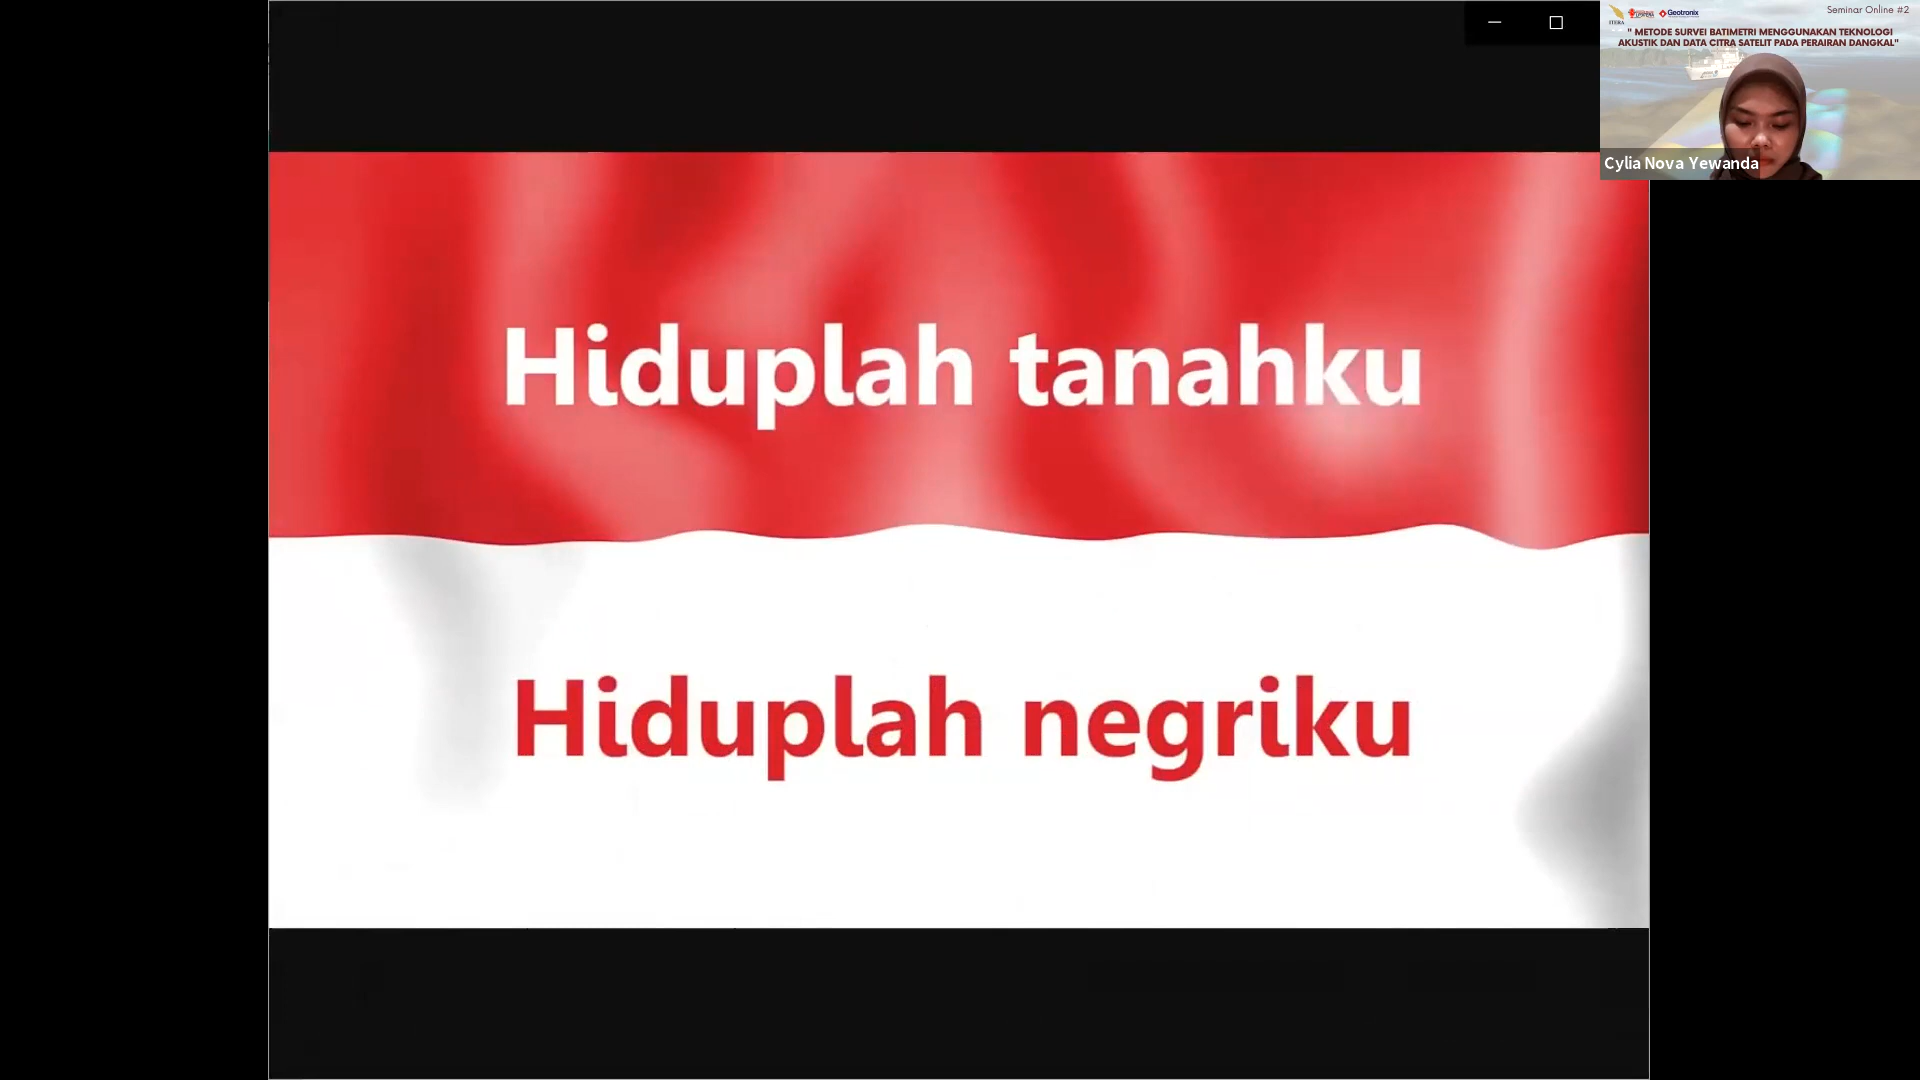 Hiduplah tanahku
Hiduplah negriku
ITERA
Geotronix
Seminar Online #2
" METODE SURVEI BATIMETRI MENGGUNAKAN TEKNOLOGI
AKUSTIK DAN DATA CITRA SATELIT PADA PERAIRAN DANGKAL"
Cylia Nova Yewanda